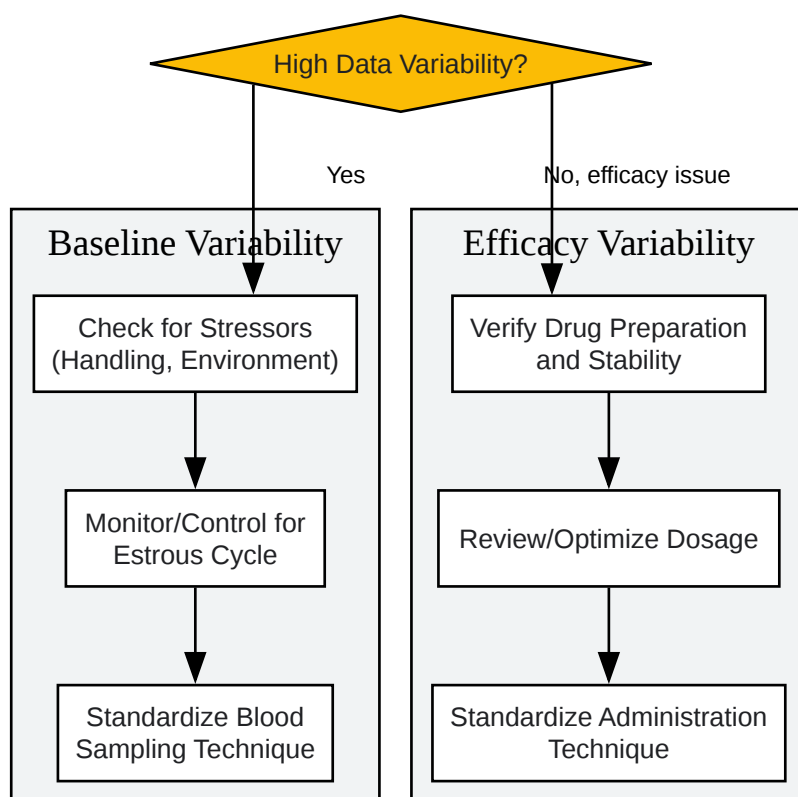 High Data Variability?
Yes
No, efficacy issue
Baseline Variability
Check for Stressors
(Handling, Environment)
Monitor/Control for
Estrous Cycle
Standardize Blood
Sampling Technique
Efficacy Variability
Verify Drug Preparation
and Stability
Review/Optimize Dosage
Standardize Administration
Technique